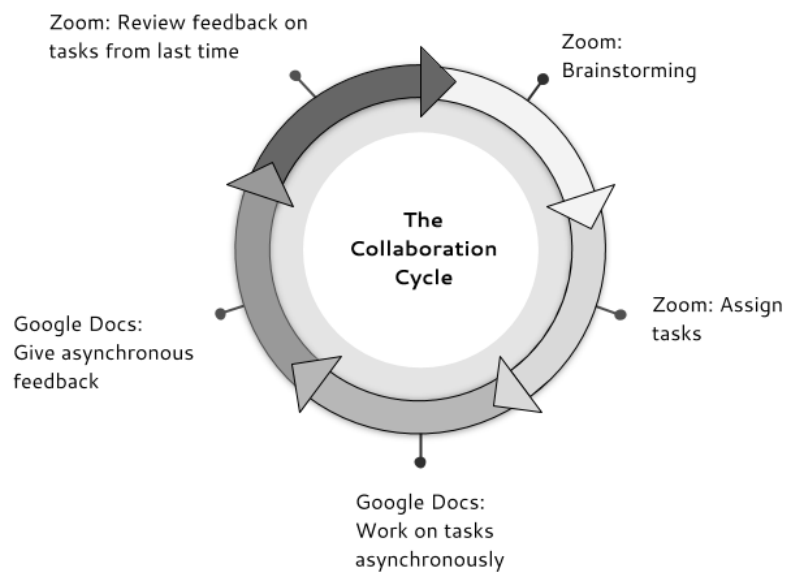 Zoom: Review feedback on
tasks from last time
Zoom:
Brainstorming
The
Collaboration
Cycle
Zoom: Assign
tasks
Google Docs:
Give asynchronous
feedback
Google Docs:
Work on tasks
asynchronously